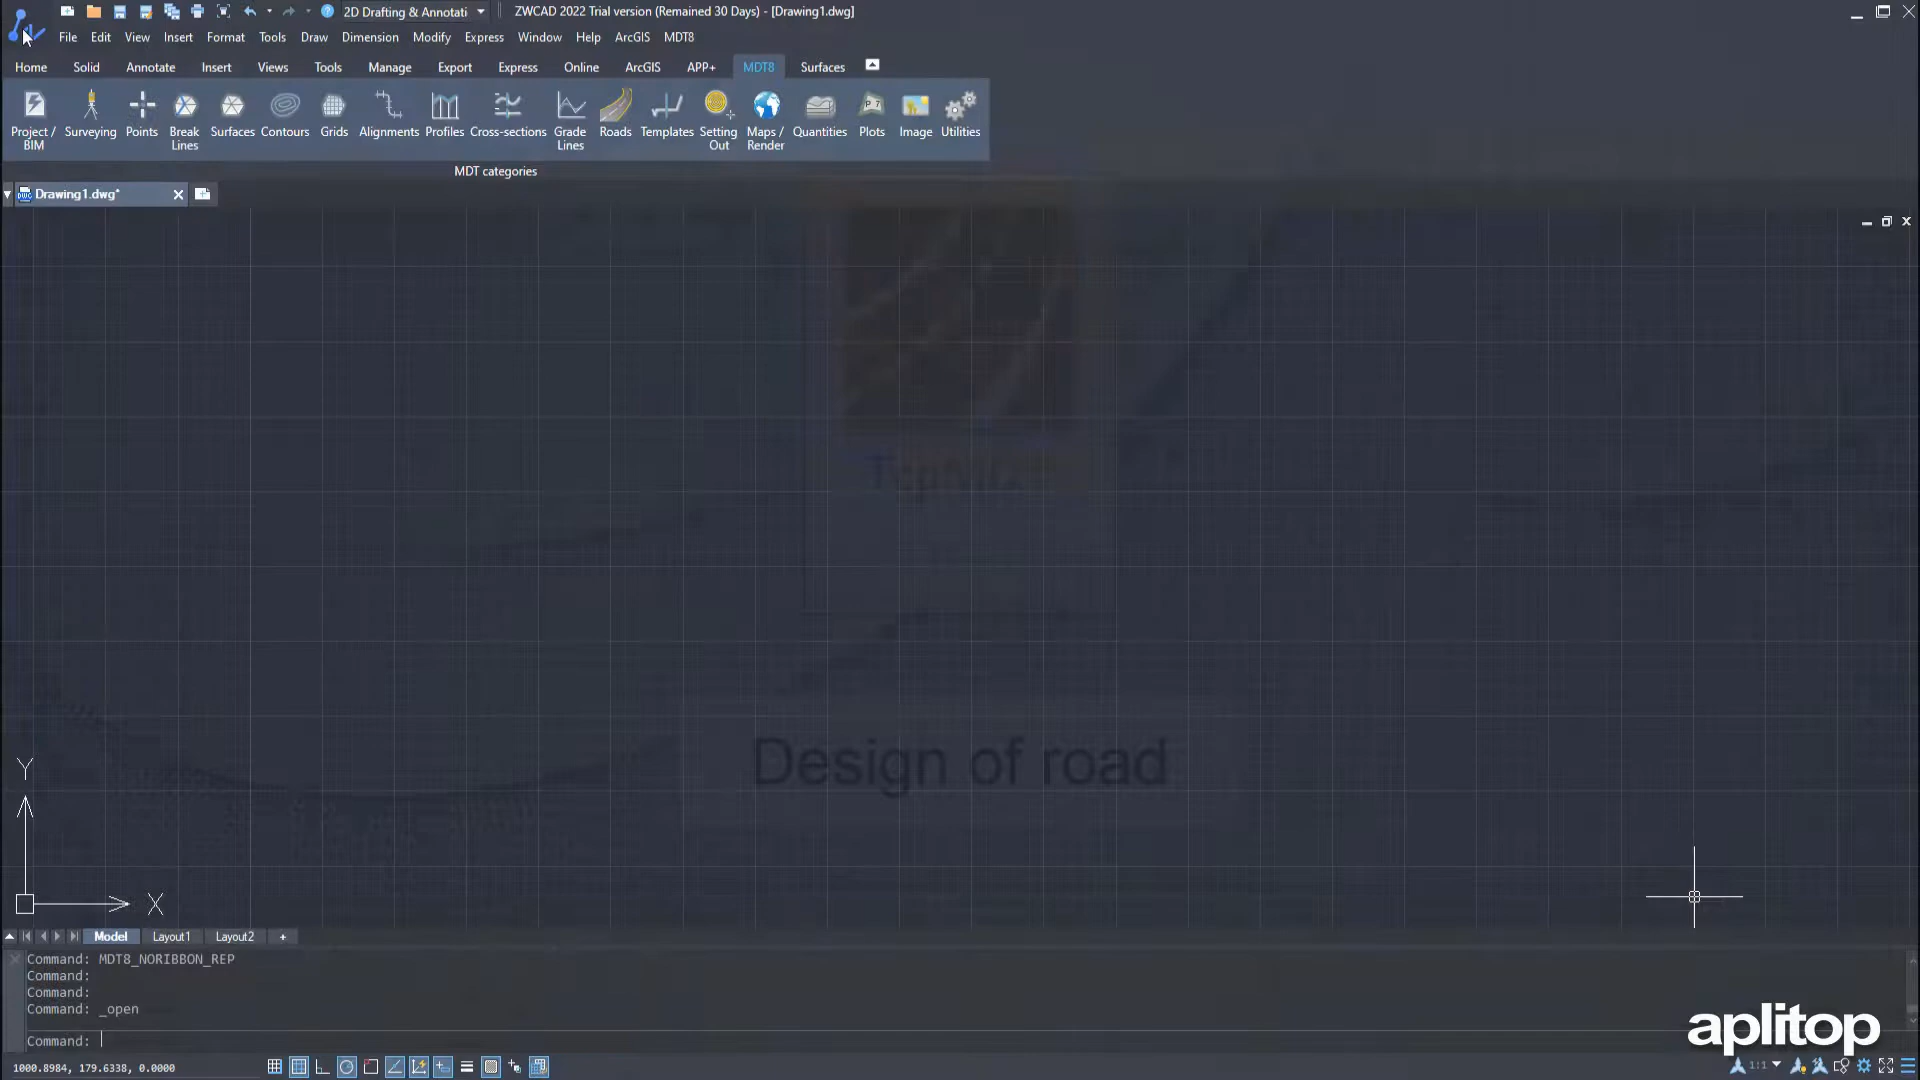 2D Drafting & Annotati
ZWCAD 2022 Trial version (Remained 30 Days) - [Drawing1.dwg]
File Edit View Insert Format Tools Draw Dimension Modify Express Window Help ArcGIS MDT8
Home Solid Annotate Insert Views Tools Manage Export Express Online ArcGIS APP+ MDT8 Surfaces
P 7
Project / BIM Surveying Points Break Lines Surfaces Contours Grids Alignments Profiles Cross-sections Grade Lines Roads Templates Setting Out Maps / Render Quantities Plots Image Utilities
MDT categories
Drawing1.dwg*
Design of road
Y
X
Model Layout1 Layout2 +
Command: MDT8_NORIBBON_REP
Command:
Command:
Command: _open
Command:
aplitop
1000.8984, 179.6338, 0.0000
1:1